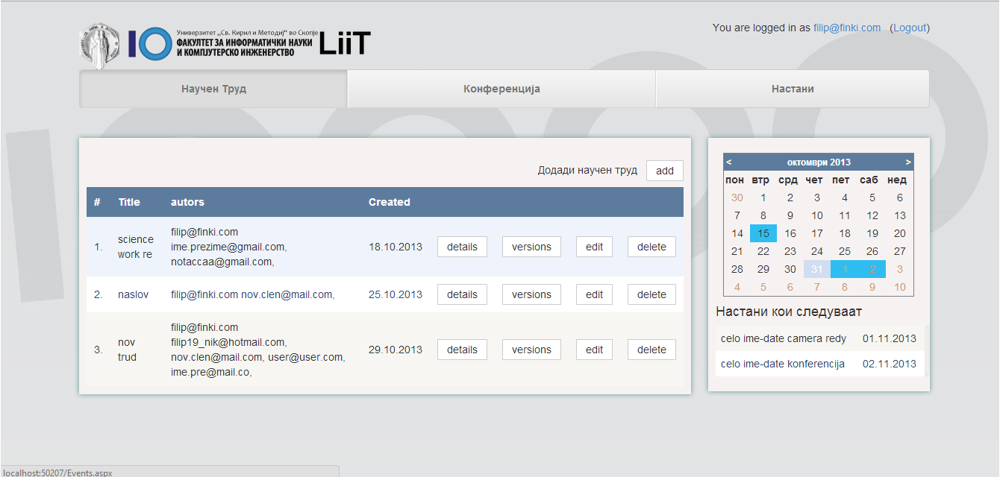 Универзитет „Св. Кирил и Методиј“ во Скопје
ФАКУЛТЕТ ЗА ИНФОРМАТИЧКИ НАУКИ
И КОМПЈУТЕРСКО ИНЖЕНЕРСТВО
LiiT
You are logged in as filip@finki.com (Logout)
Научен Труд Конференција Настани
Додади научен труд add
# Title autors Created
1. science work re
filip@finki.com
ime.prezime@gmail.com,
notaccaa@gmail.com,
18.10.2013 details versions edit delete
2. naslov filip@finki.com nov.clen@mail.com, 25.10.2013 details versions edit delete
3. nov trud
filip@finki.com
filip19_nik@hotmail.com,
nov.clen@mail.com, user@user.com,
ime.pre@mail.co,
29.10.2013 details versions edit delete
< октомври 2013 >
пон втр срд чет пет саб нед
30 1 2 3 4 5 6
7 8 9 10 11 12 13
14 15 16 17 18 19 20
21 22 23 24 25 26 27
28 29 30 31 1 2 3
4 5 6 7 8 9 10
Настани кои следуваат
celo ime-date camera redy 01.11.2013
celo ime-date konferencija 02.11.2013
localhost:50207/Events.aspx